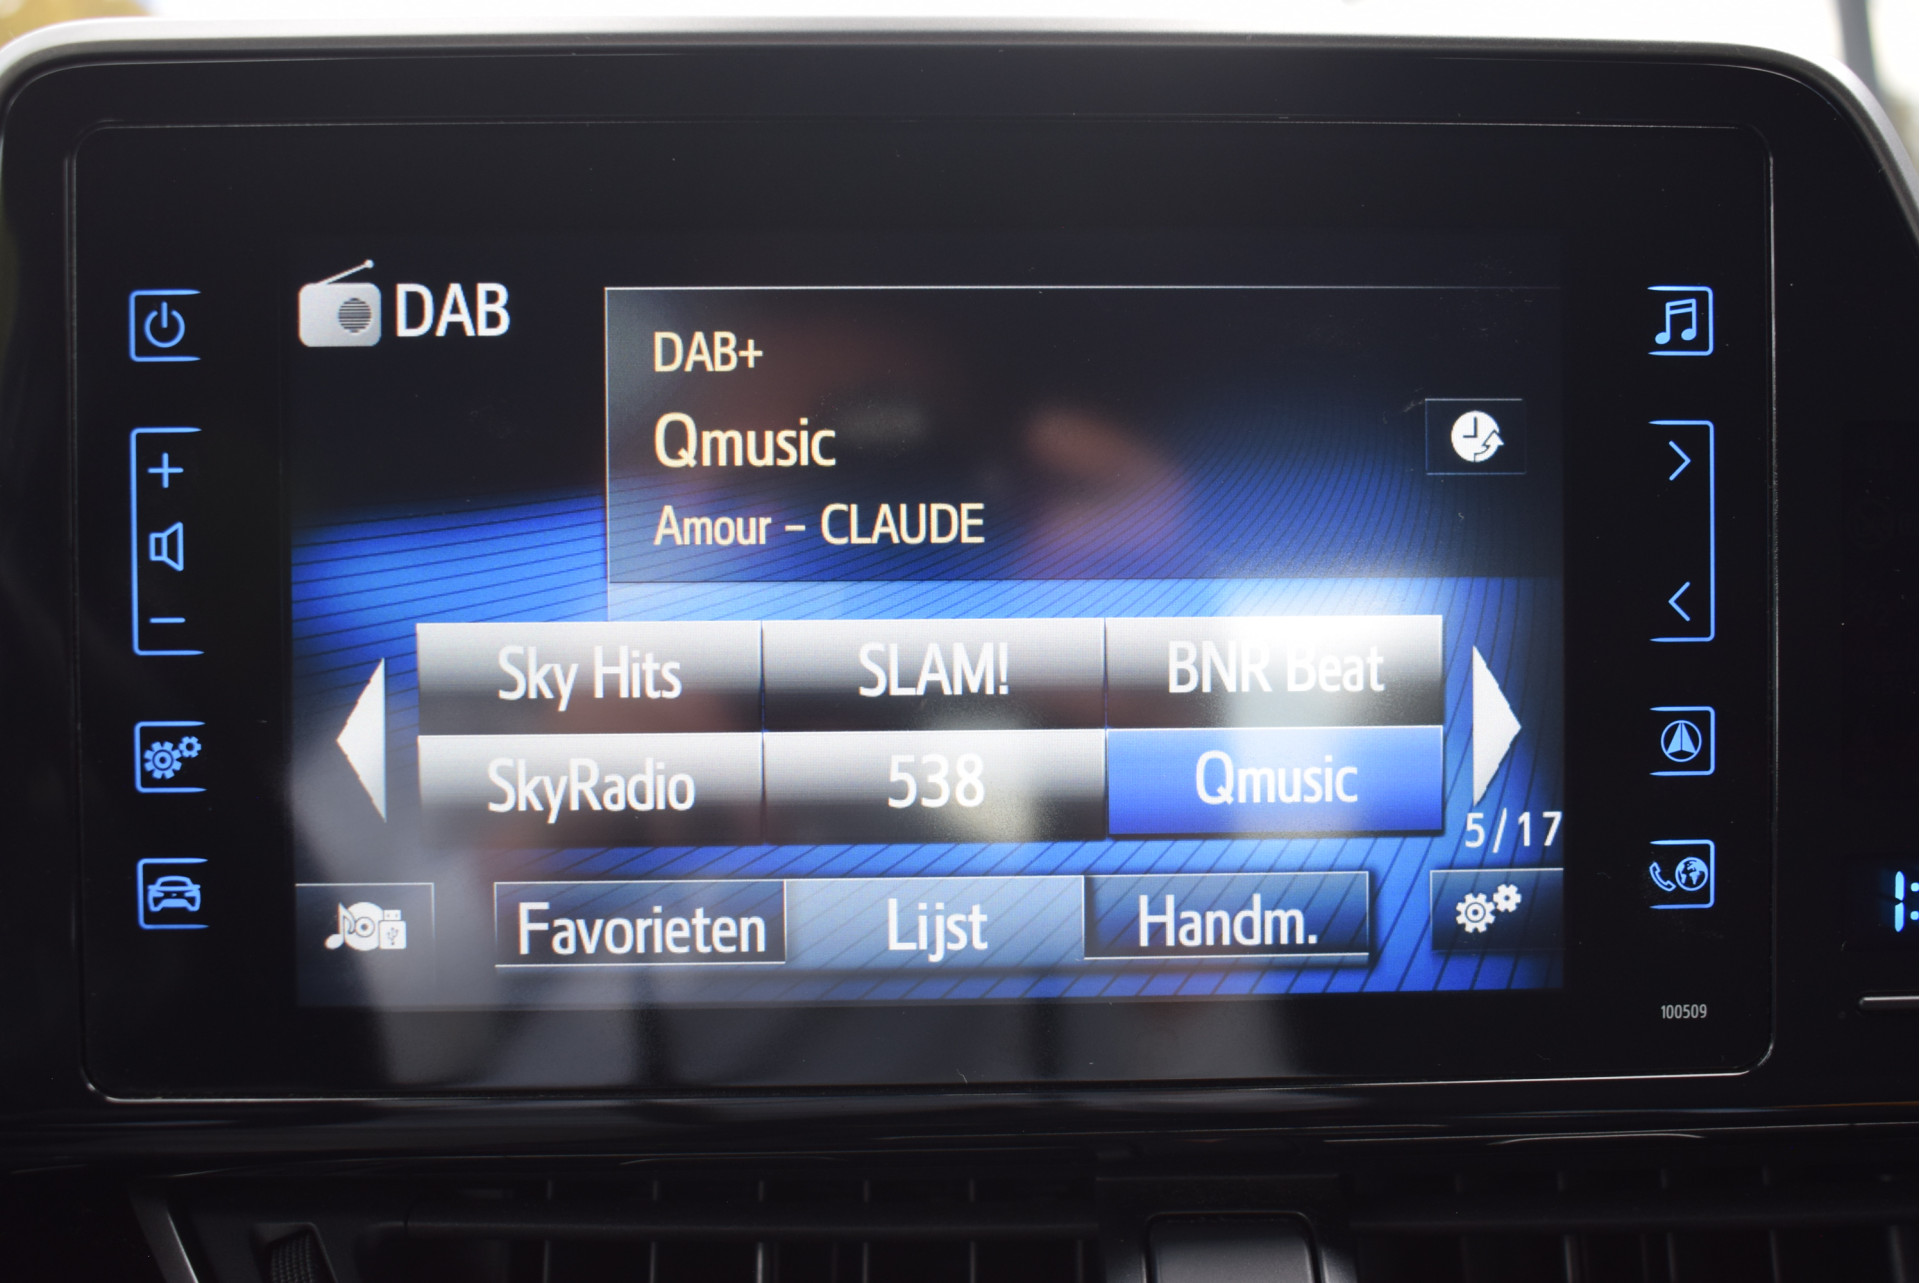 DAB
DAB+
Qmusic
Amour – CLAUDE
Sky Hits
SLAM!
BNR Beat
SkyRadio
538
Qmusic
5/17
Favorieten
Lijst
Handm.
100509